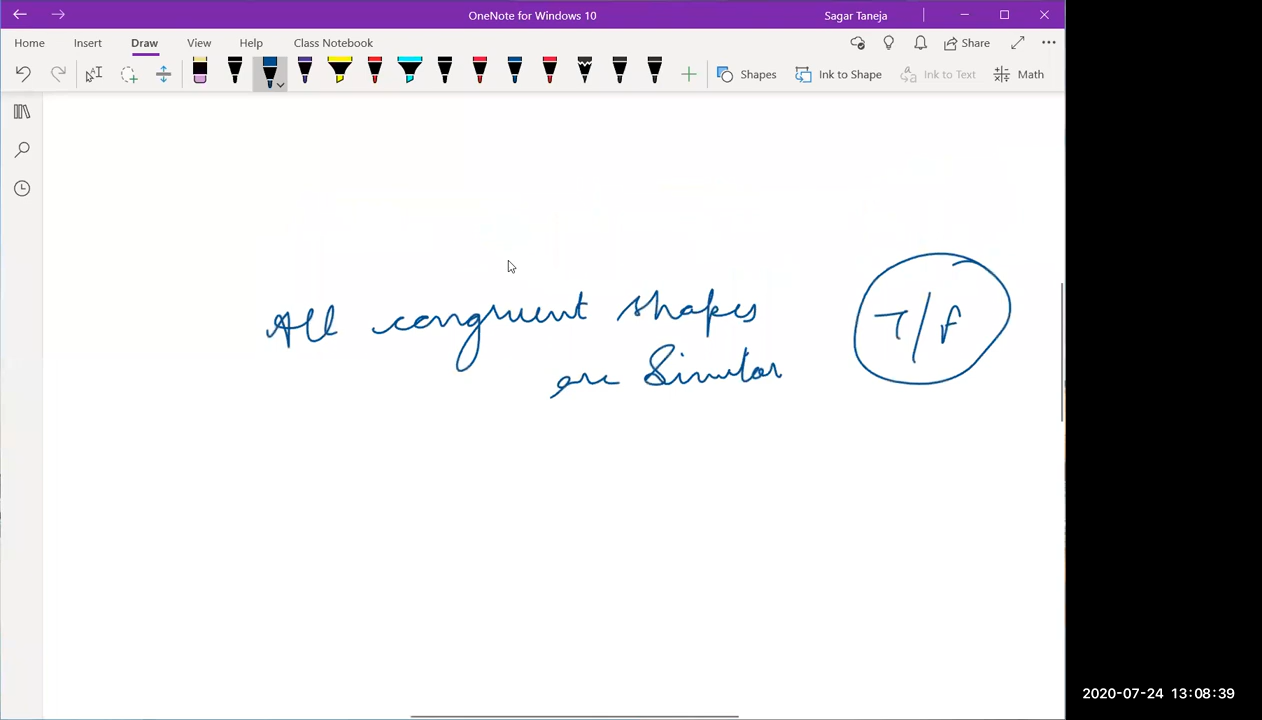 OneNote for Windows 10
Sagar Taneja
Home Insert Draw View Help Class Notebook
Share
Shapes Ink to Shape Ink to Text Math
All congruent shapes T/F
are Similar
2020-07-24 13:08:39